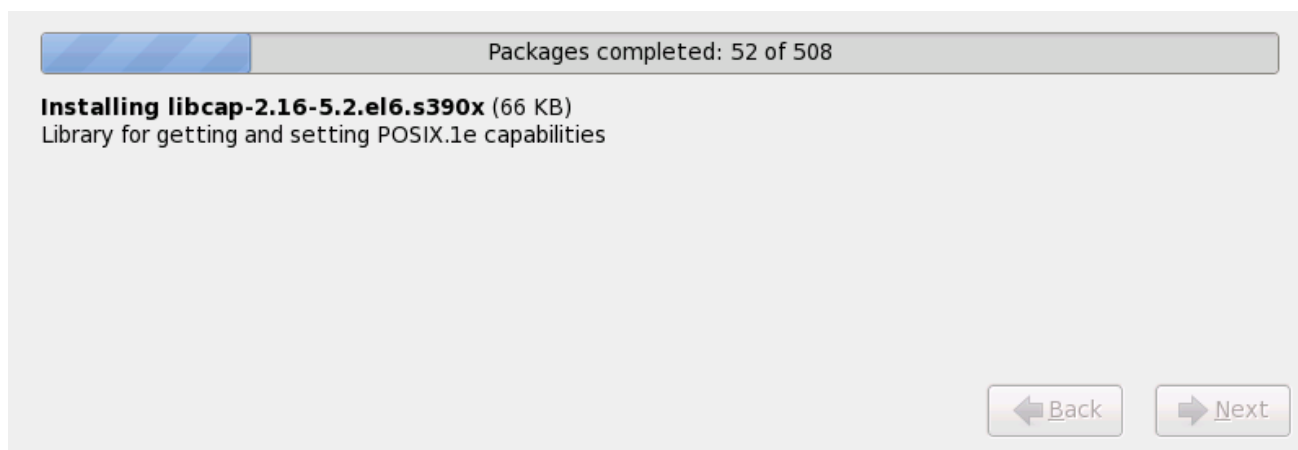 Packages completed: 52 of 508
Installing libcap-2.16-5.2.el6.s390x (66 KB)
Library for getting and setting POSIX.1e capabilities
Back
Next